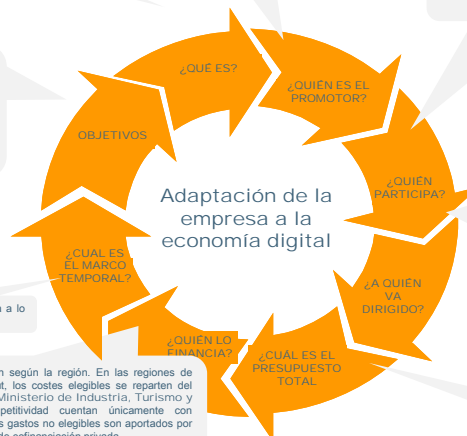 ¿QUÉ ES?
¿QUIÉN ES EL
PROMOTOR?
OBJETIVOS
¿QUIÉN
PARTICIPA?
Adaptación de la
empresa a la
economía digital
¿CUAL ES
EL MARCO
TEMPORAL?
¿A QUIÉN
VA
DIRIGIDO?
a a lo
¿QUIÉN LO
FINANCIA?
¿CUÁL ES EL
PRESUPUESTO
TOTAL
n según la región. En las regiones de
t, los costes elegibles se reparten del
Ministerio de Industria, Turismo y
petitividad cuentan únicamente con
s gastos no elegibles son aportados por
de cofinanciación privada